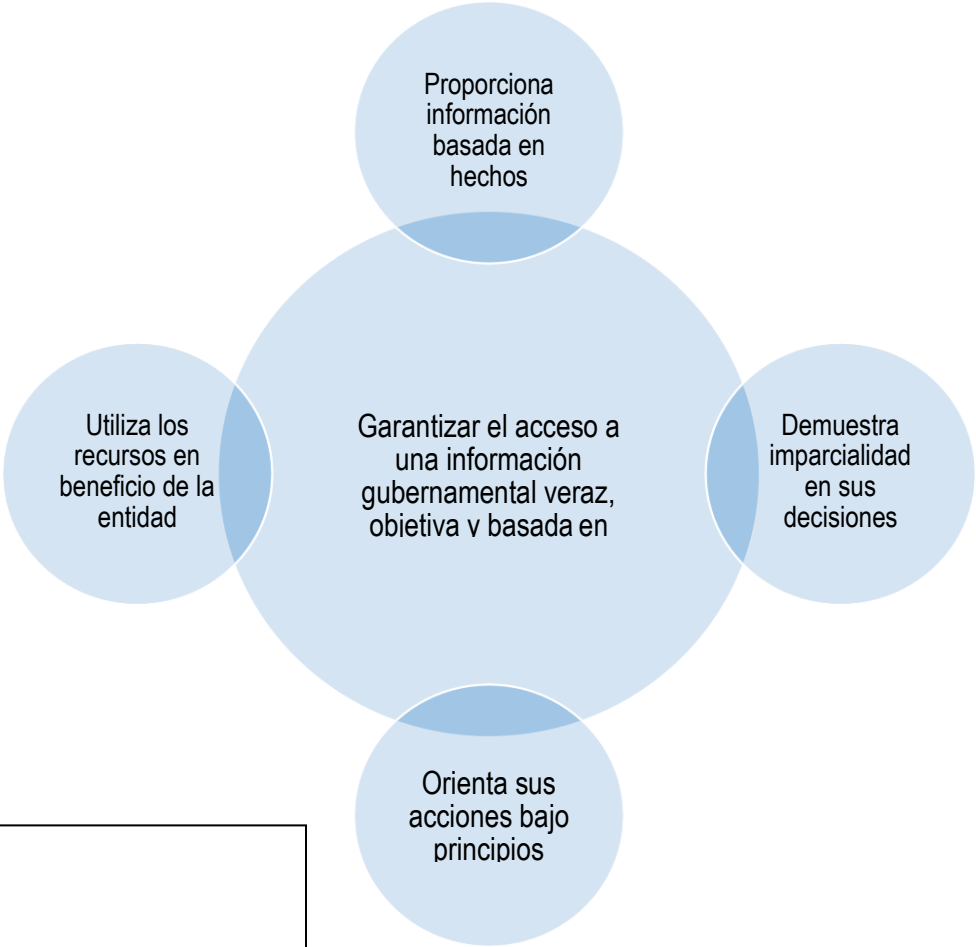 Proporciona
información
basada en
hechos
Utiliza los
recursos en
beneficio de la
entidad
Garantizar el acceso a
una información
gubernamental veraz,
objetiva y basada en
Demuestra
imparcialidad
en sus
decisiones
Orienta sus
acciones bajo
principios